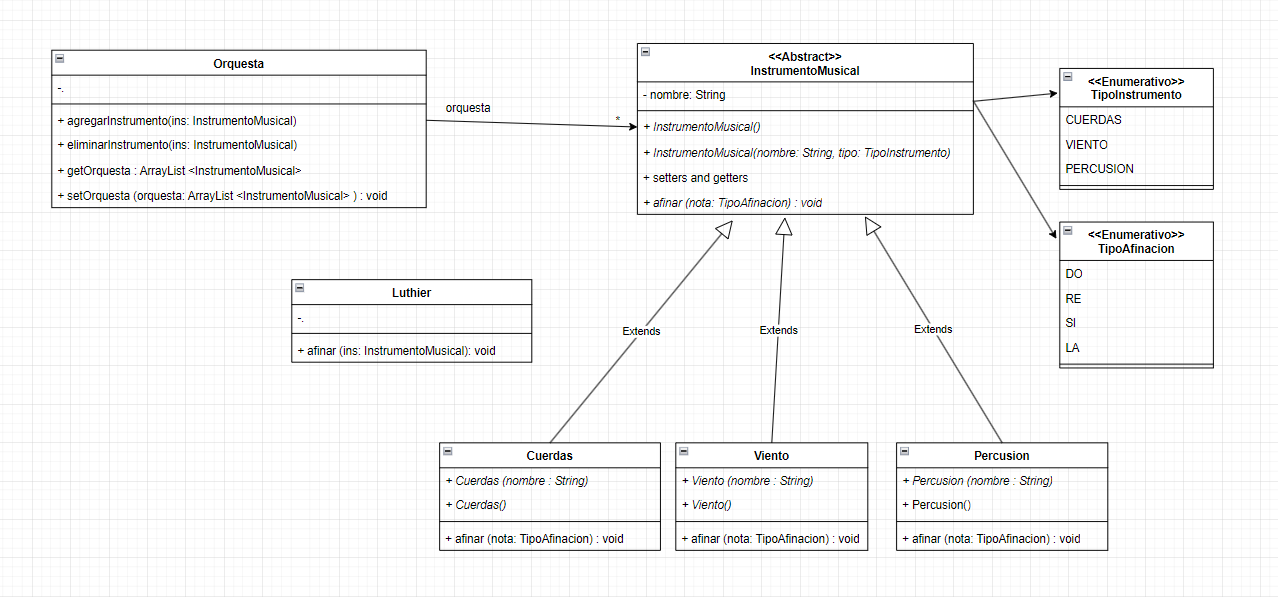 Orquesta
-.
+ agregarInstrumento(ins: InstrumentoMusical)
+ eliminarInstrumento(ins: InstrumentoMusical)
+ getOrquesta : ArrayList <InstrumentoMusical>
+ setOrquesta (orquesta: ArrayList <InstrumentoMusical> ) : void
orquesta
*
<<Abstract>>
InstrumentoMusical
- nombre: String
+ InstrumentoMusical()
+ InstrumentoMusical(nombre: String, tipo: TipoInstrumento)
+ setters and getters
+ afinar (nota: TipoAfinacion) : void
<<Enumerativo>>
TipoInstrumento
CUERDAS
VIENTO
PERCUSION
<<Enumerativo>>
TipoAfinacion
DO
RE
SI
LA
Luthier
-.
+ afinar (ins: InstrumentoMusical): void
Extends
Extends
Extends
Cuerdas
+ Cuerdas (nombre : String)
+ Cuerdas()
+ afinar (nota: TipoAfinacion) : void
Viento
+ Viento (nombre : String)
+ Viento()
+ afinar (nota: TipoAfinacion) : void
Percusion
+ Percusion (nombre : String)
+ Percusion()
+ afinar (nota: TipoAfinacion) : void